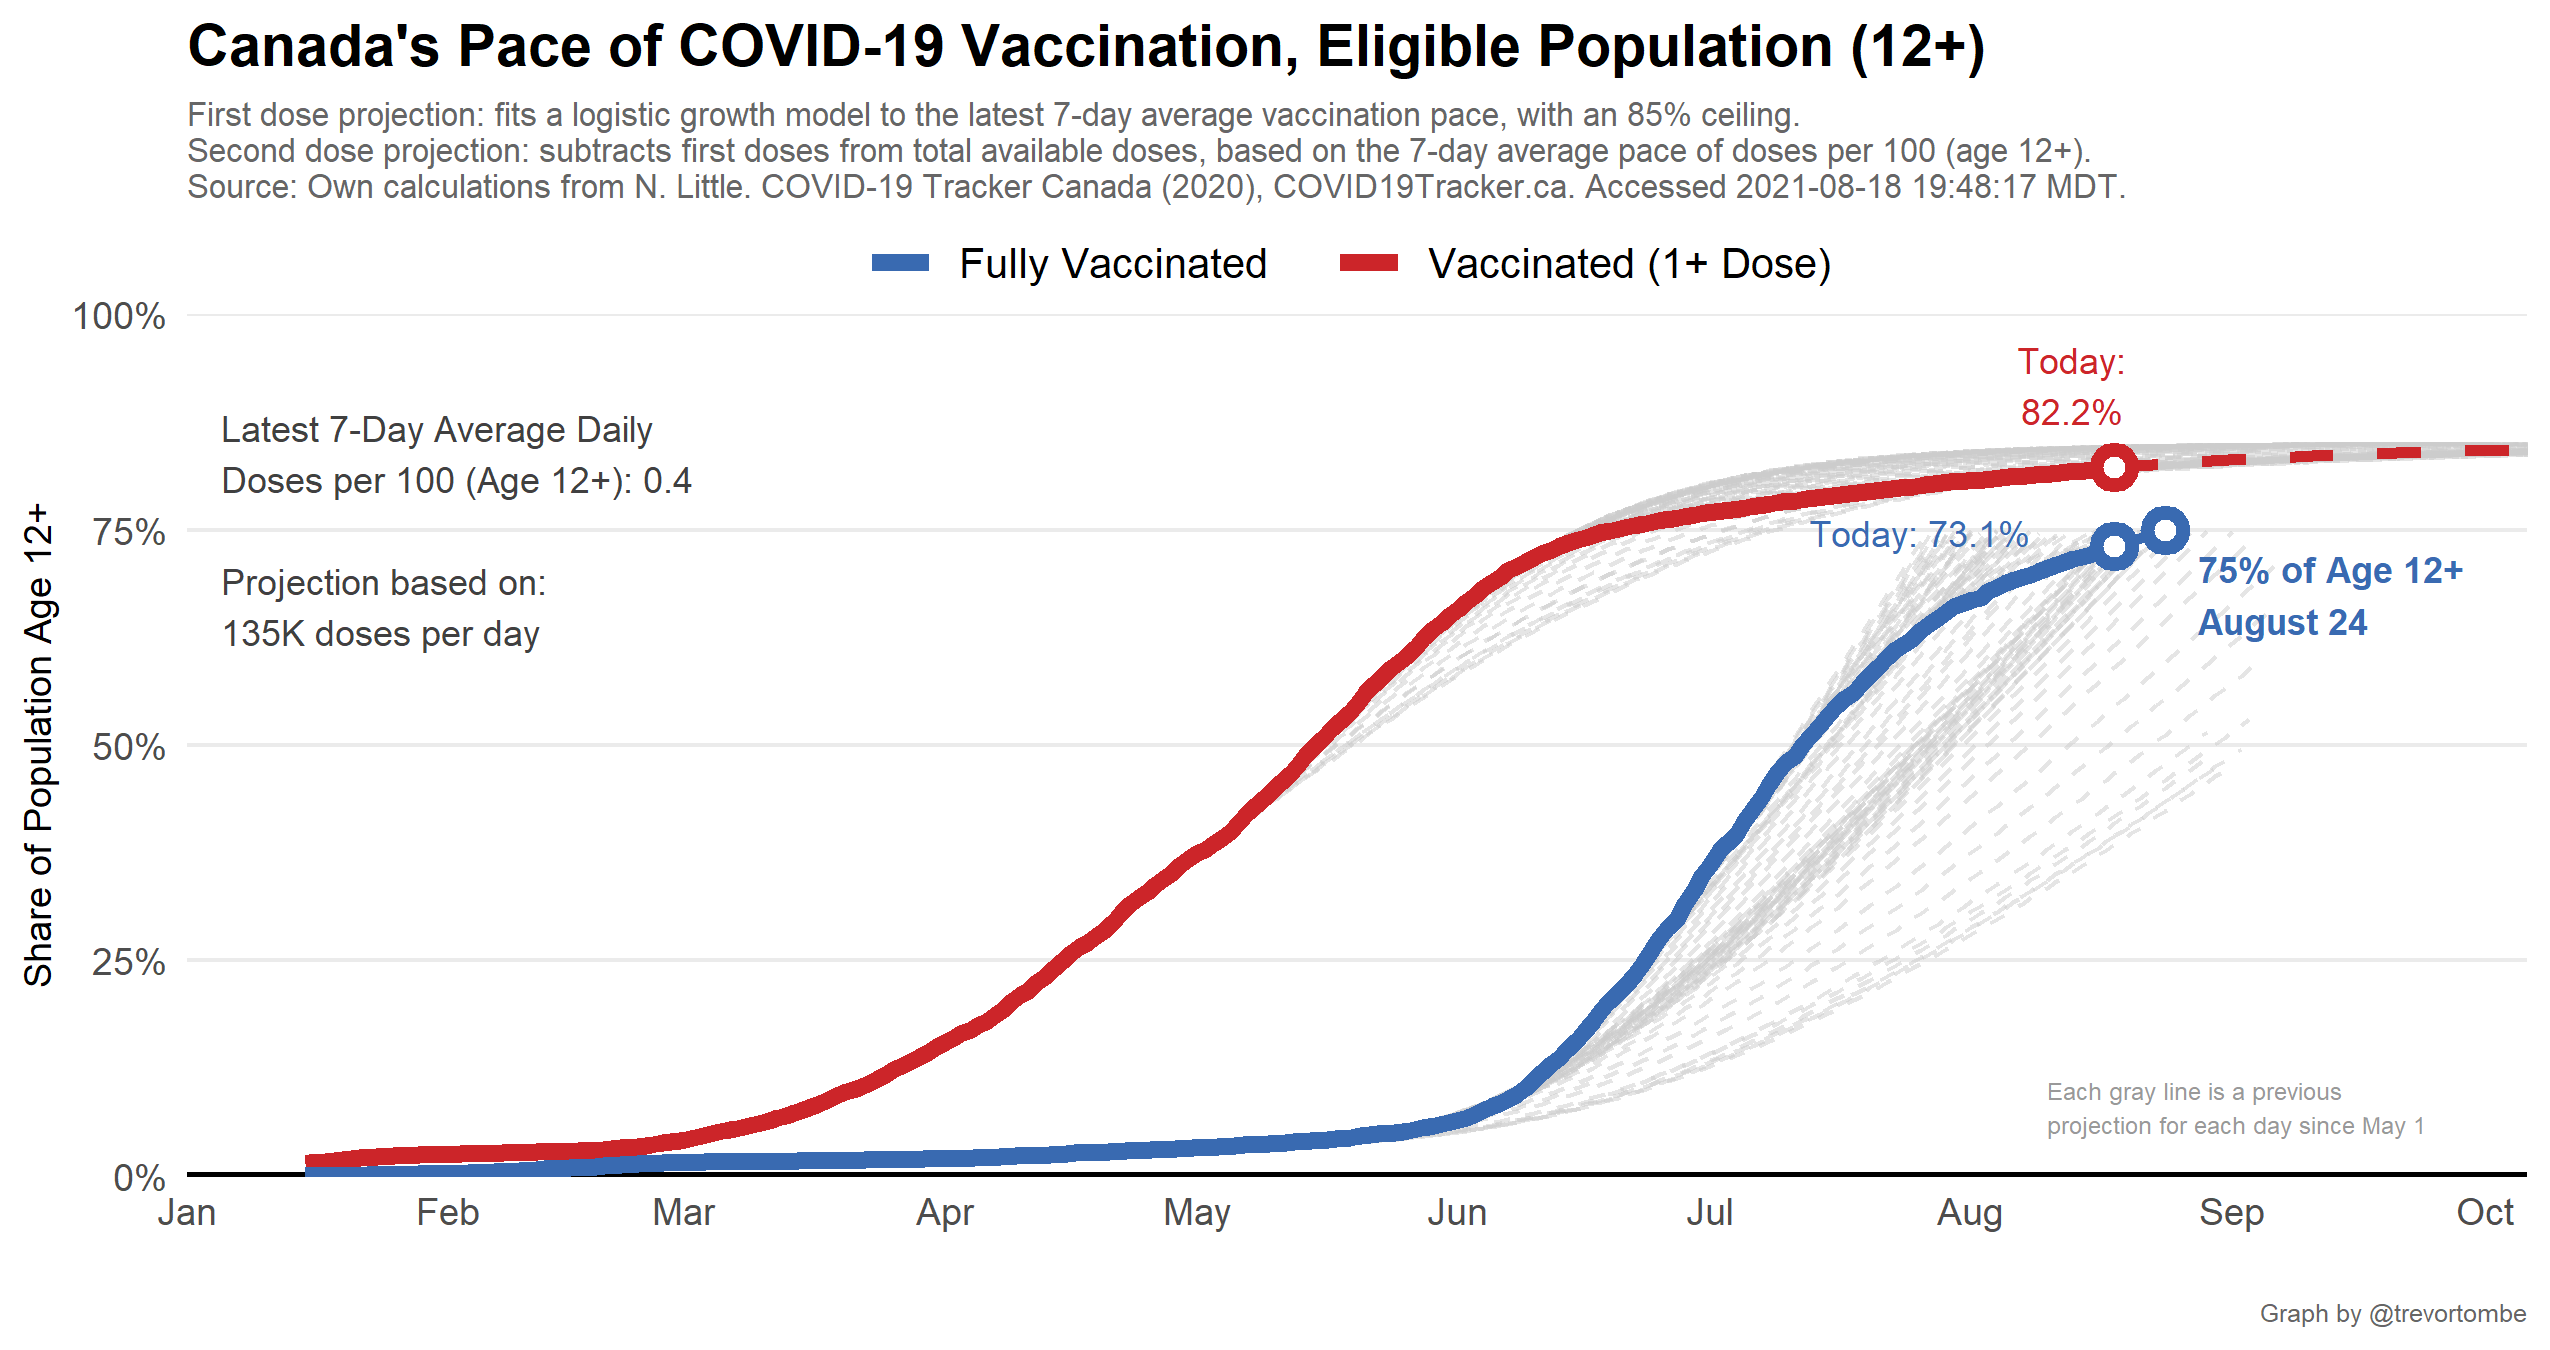 Canada's Pace of COVID-19 Vaccination, Eligible Population (12+)
First dose projection: fits a logistic growth model to the latest 7-day average vaccination pace, with an 85% ceiling.
Second dose projection: subtracts first doses from total available doses, based on the 7-day average pace of doses per 100 (age 12+).
Source: Own calculations from N. Little. COVID-19 Tracker Canada (2020), COVID19Tracker.ca. Accessed 2021-08-18 19:48:17 MDT.
Fully Vaccinated
Vaccinated (1+ Dose)
100%
75%
50%
25%
0%
Share of Population Age 12+
Latest 7-Day Average Daily
Doses per 100 (Age 12+): 0.4
Projection based on:
135K doses per day
Today:
82.2%
Today: 73.1%
75% of Age 12+
August 24
Each gray line is a previous
projection for each day since May 1
Jan
Feb
Mar
Apr
May
Jun
Jul
Aug
Sep
Oct
Graph by @trevortombe